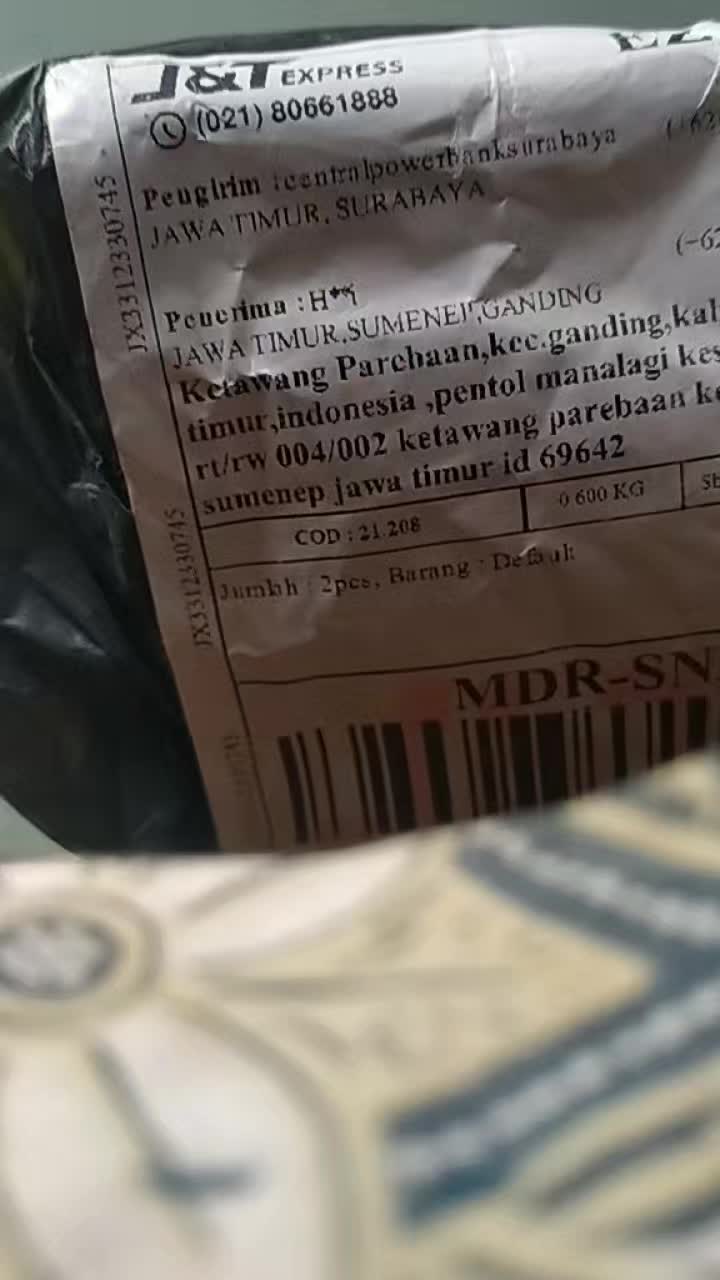 J&T EXPRESS
(021) 80661888
Pengirim :centralpowerbanksurabaya
JAWA TIMUR, SURABAYA
Penerima :H**i
JAWA TIMUR,SUMENEP,GANDING
Ketawang Parebaan,kec.ganding,kal
timur,indonesia ,pentol manalagi kes
rt/rw 004/002 ketawang parebaan ke
sumenep jawa timur id 69642
COD : 21.208
0.600 KG
Jumlah : 2pcs, Barang : Default
MDR-SN
JX3312330745
JX3312330745